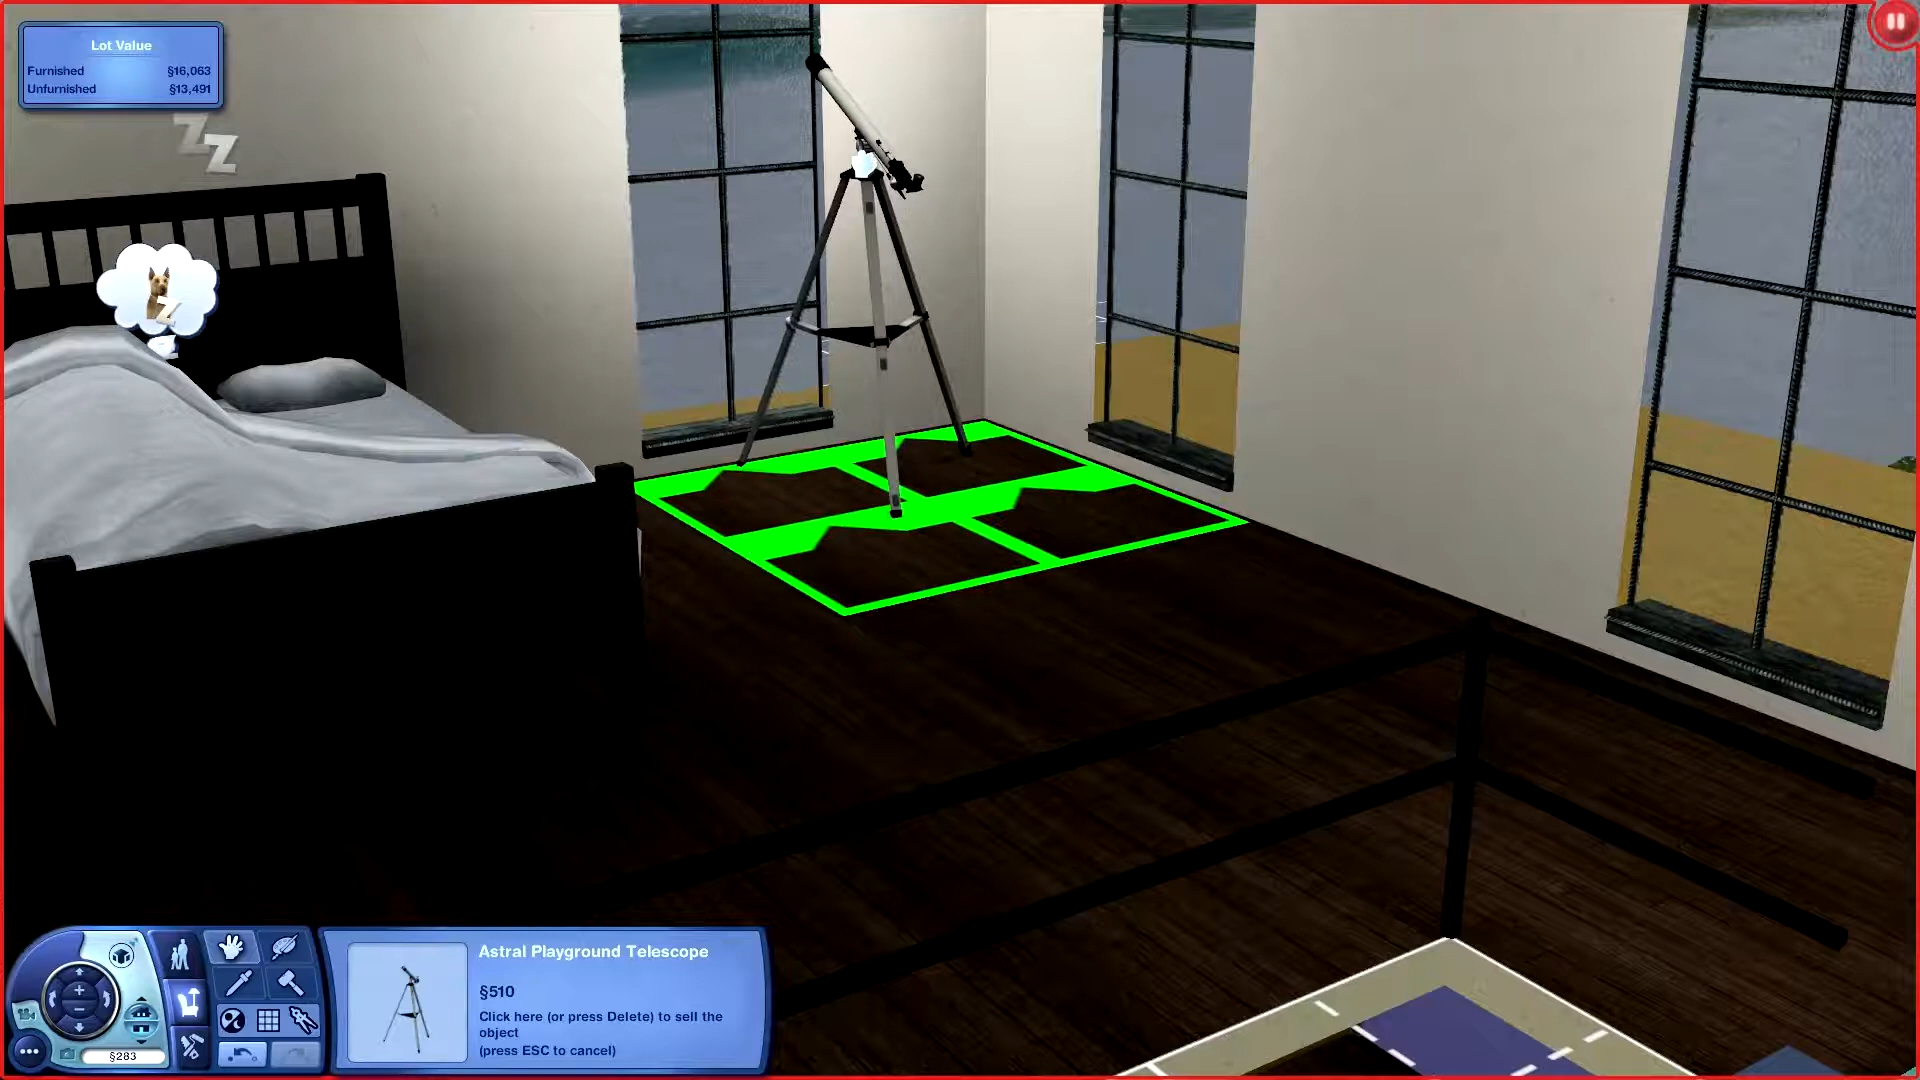 Lot Value
Furnished §16,063
Unfurnished §13,491
Z
Z
Z
Astral Playground Telescope
§510
Click here (or press Delete) to sell the
object
(press ESC to cancel)
§283